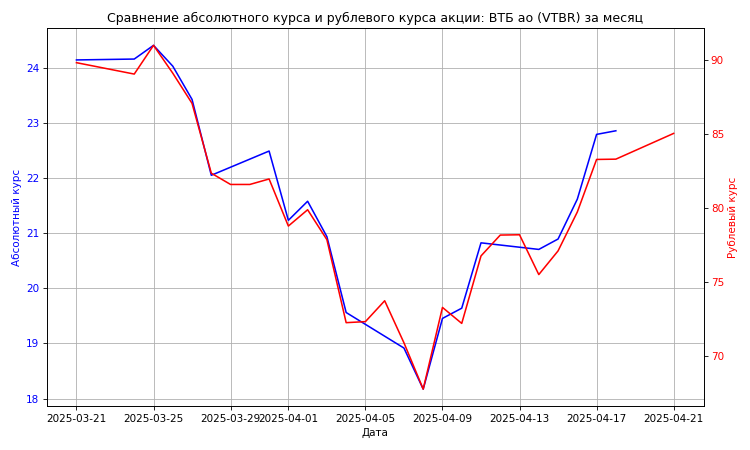 Сравнение абсолютного курса и рублевого курса акции: ВТБ ао (VTBR) за месяц
Абсолютный курс
24
23
22
21
20
19
18
90
85
80
75
70
Рублевый курс
2025-03-21 2025-03-25 2025-03-29 2025-04-01 2025-04-05 2025-04-09 2025-04-13 2025-04-17 2025-04-21
Дата